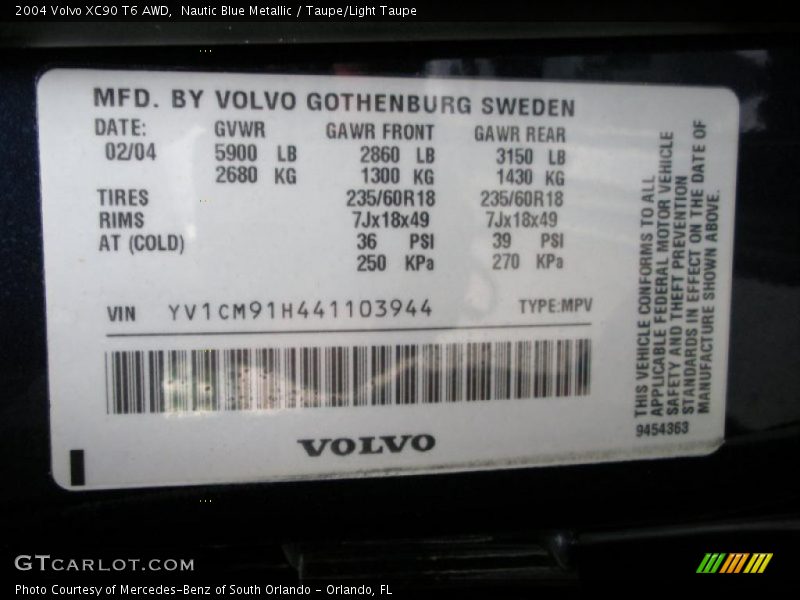 2004 Volvo XC90 T6 AWD,  Nautic Blue Metallic / Taupe/Light Taupe
MFD. BY VOLVO GOTHENBURG SWEDEN
DATE: GVWR GAWR FRONT GAWR REAR
02/04 5900 LB 2860 LB 3150 LB
2680 KG 1300 KG 1430 KG
TIRES 235/60R18 235/60R18
RIMS 7Jx18x49 7Jx18x49
AT (COLD) 36 PSI 39 PSI
250 KPa 270 KPa
VIN YV1CM91H441103944 TYPE:MPV
VOLVO
THIS VEHICLE CONFORMS TO ALL
APPLICABLE FEDERAL MOTOR VEHICLE
SAFETY AND THEFT PREVENTION
STANDARDS IN EFFECT ON THE DATE OF
MANUFACTURE SHOWN ABOVE.
9454363
GTCARLOT.COM
Photo Courtesy of Mercedes-Benz of South Orlando - Orlando, FL